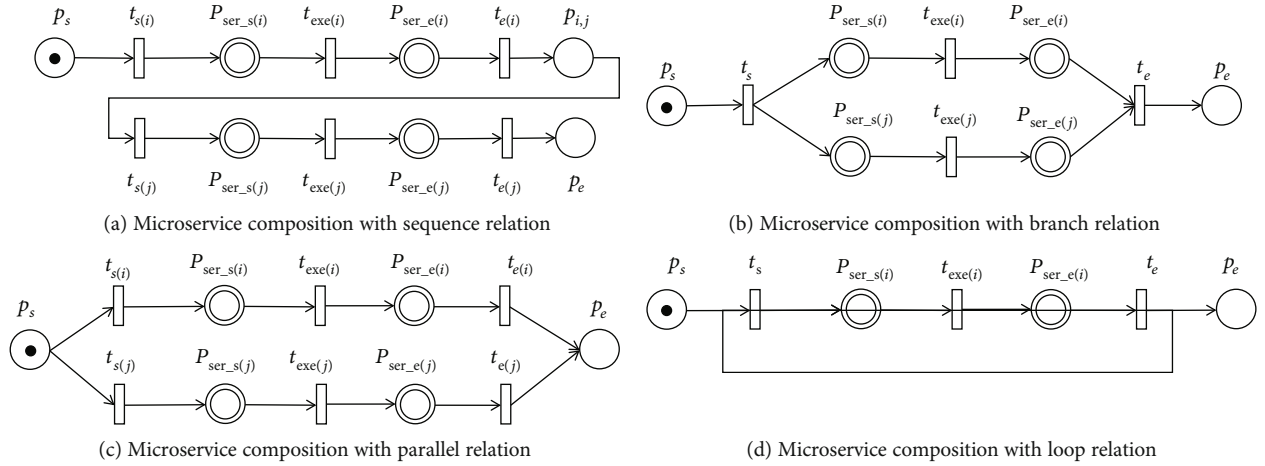 p_s t_s(i) P_ser_s(i) t_exe(i) P_ser_e(i) t_e(i) p_i,j
t_s(j) P_ser_s(j) t_exe(j) P_ser_e(j) t_e(j) p_e
(a) Microservice composition with sequence relation
P_ser_s(i) t_exe(i) P_ser_e(i)
p_s t_s t_e p_e
P_ser_s(j) t_exe(j) P_ser_e(j)
(b) Microservice composition with branch relation
t_s(i) P_ser_s(i) t_exe(i) P_ser_e(i) t_e(i)
p_s p_e
t_s(j) P_ser_s(j) t_exe(j) P_ser_e(j) t_e(j)
(c) Microservice composition with parallel relation
p_s t_s P_ser_s(i) t_exe(i) P_ser_e(i) t_e p_e
(d) Microservice composition with loop relation